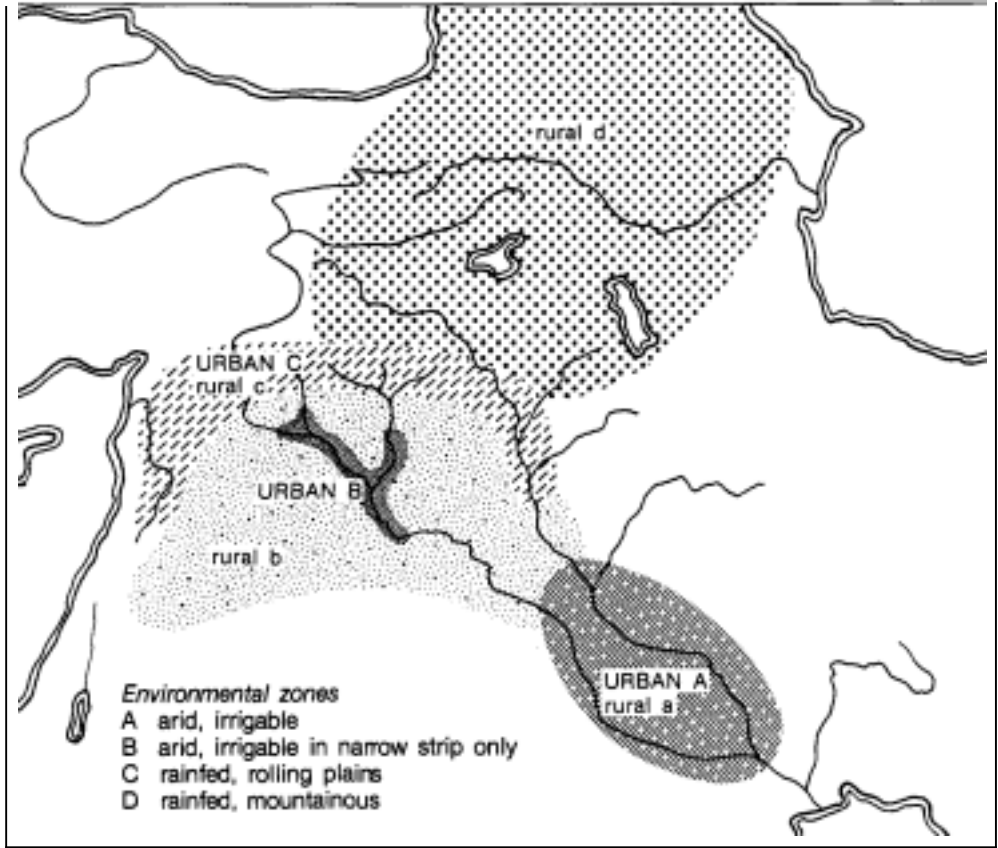 rural d
URBAN C
rural c
URBAN B
rural b
URBAN A
rural a
Environmental zones
A arid, irrigable
B arid, irrigable in narrow strip only
C rainfed, rolling plains
D rainfed, mountainous